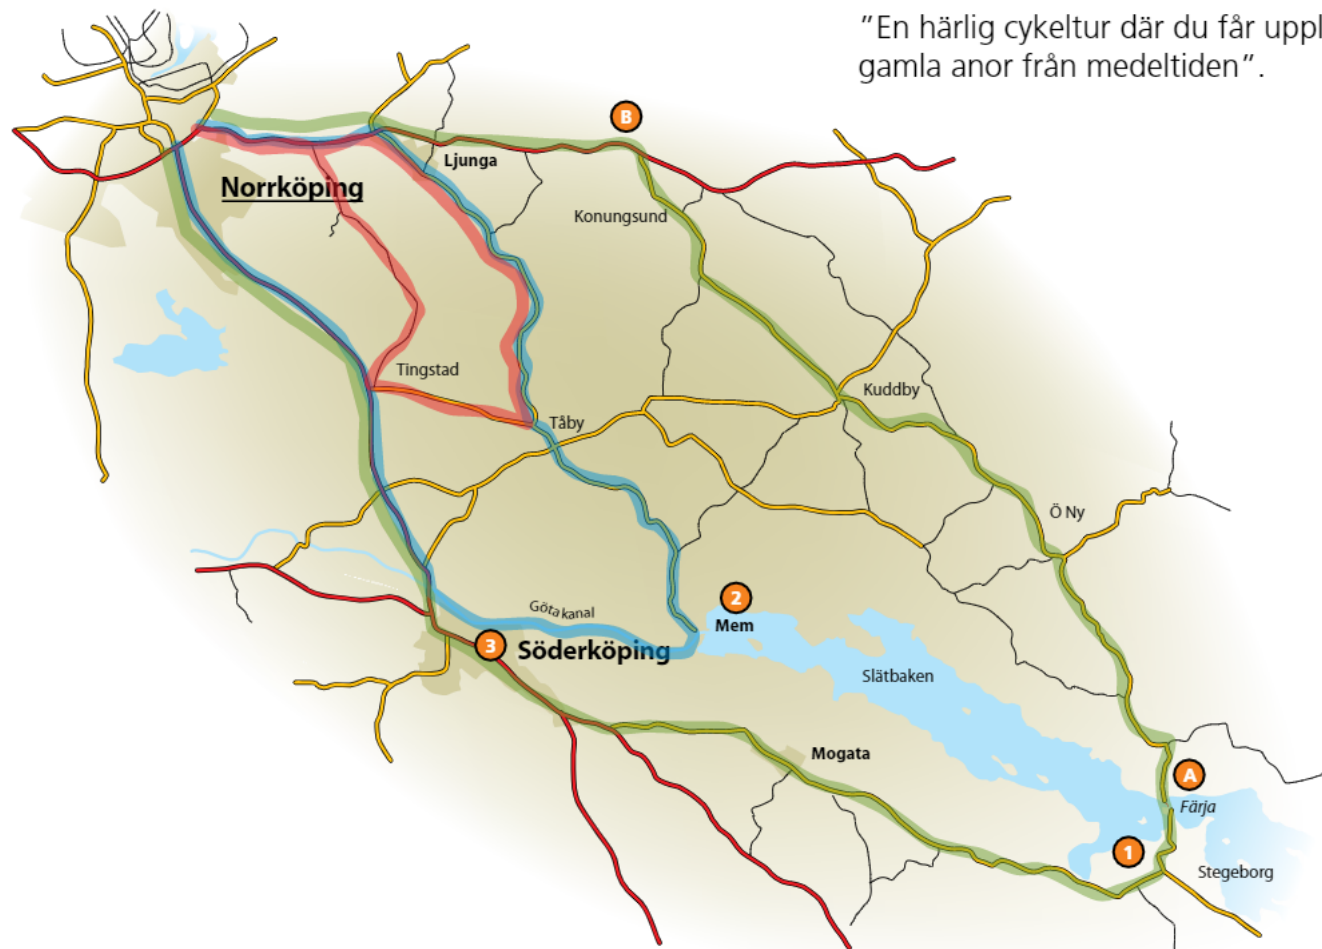 "En härlig cykeltur där du får uppl
gamla anor från medeltiden".
B
Ljunga
Norrköping
Konungsund
Tingstad
Kuddby
Tåby
Ö Ny
2
Göta kanal
Mem
3
Söderköping
Slätbaken
Mogata
A
Färja
1
Stegeborg